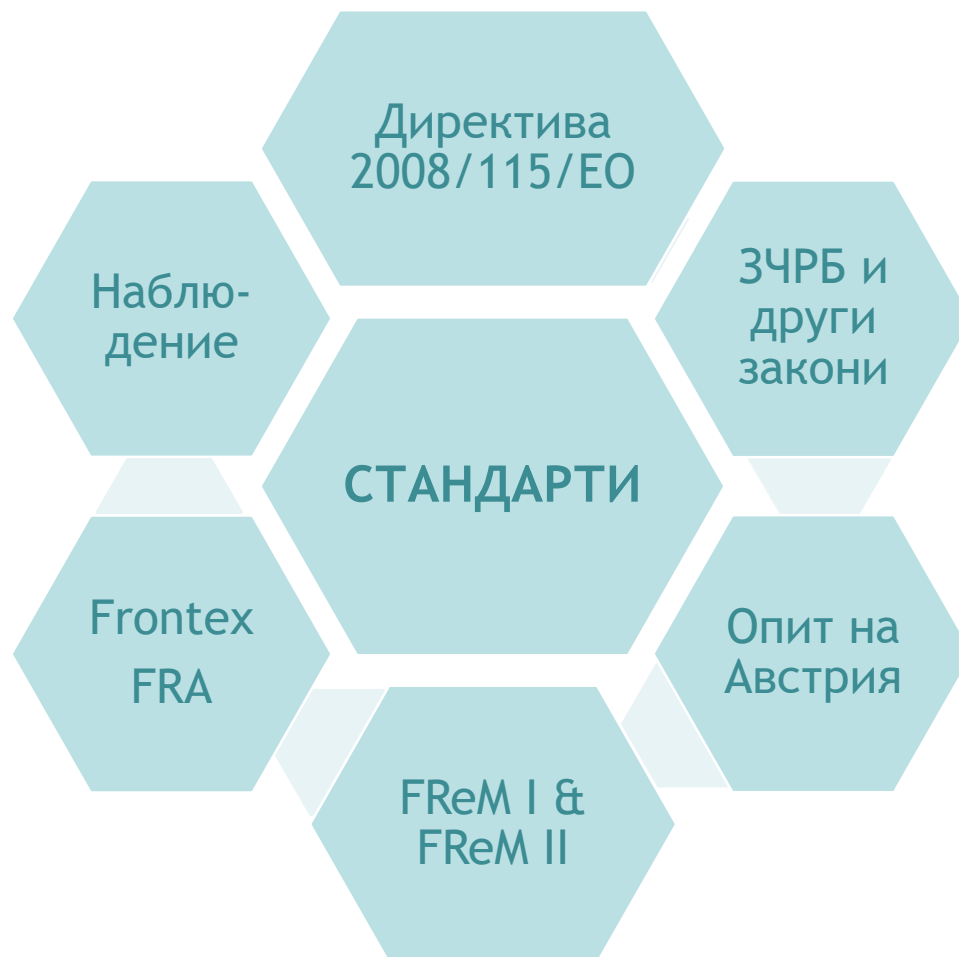 Директива
2008/115/ЕО
Наблю-
дение
ЗЧРБ и
други
закони
СТАНДАРТИ
Frontex
FRA
Опит на
Австрия
FReM I &
FReM II